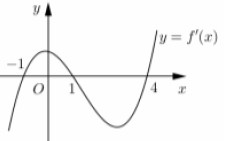 y
y = f′(x)
−1
O 1 4 x